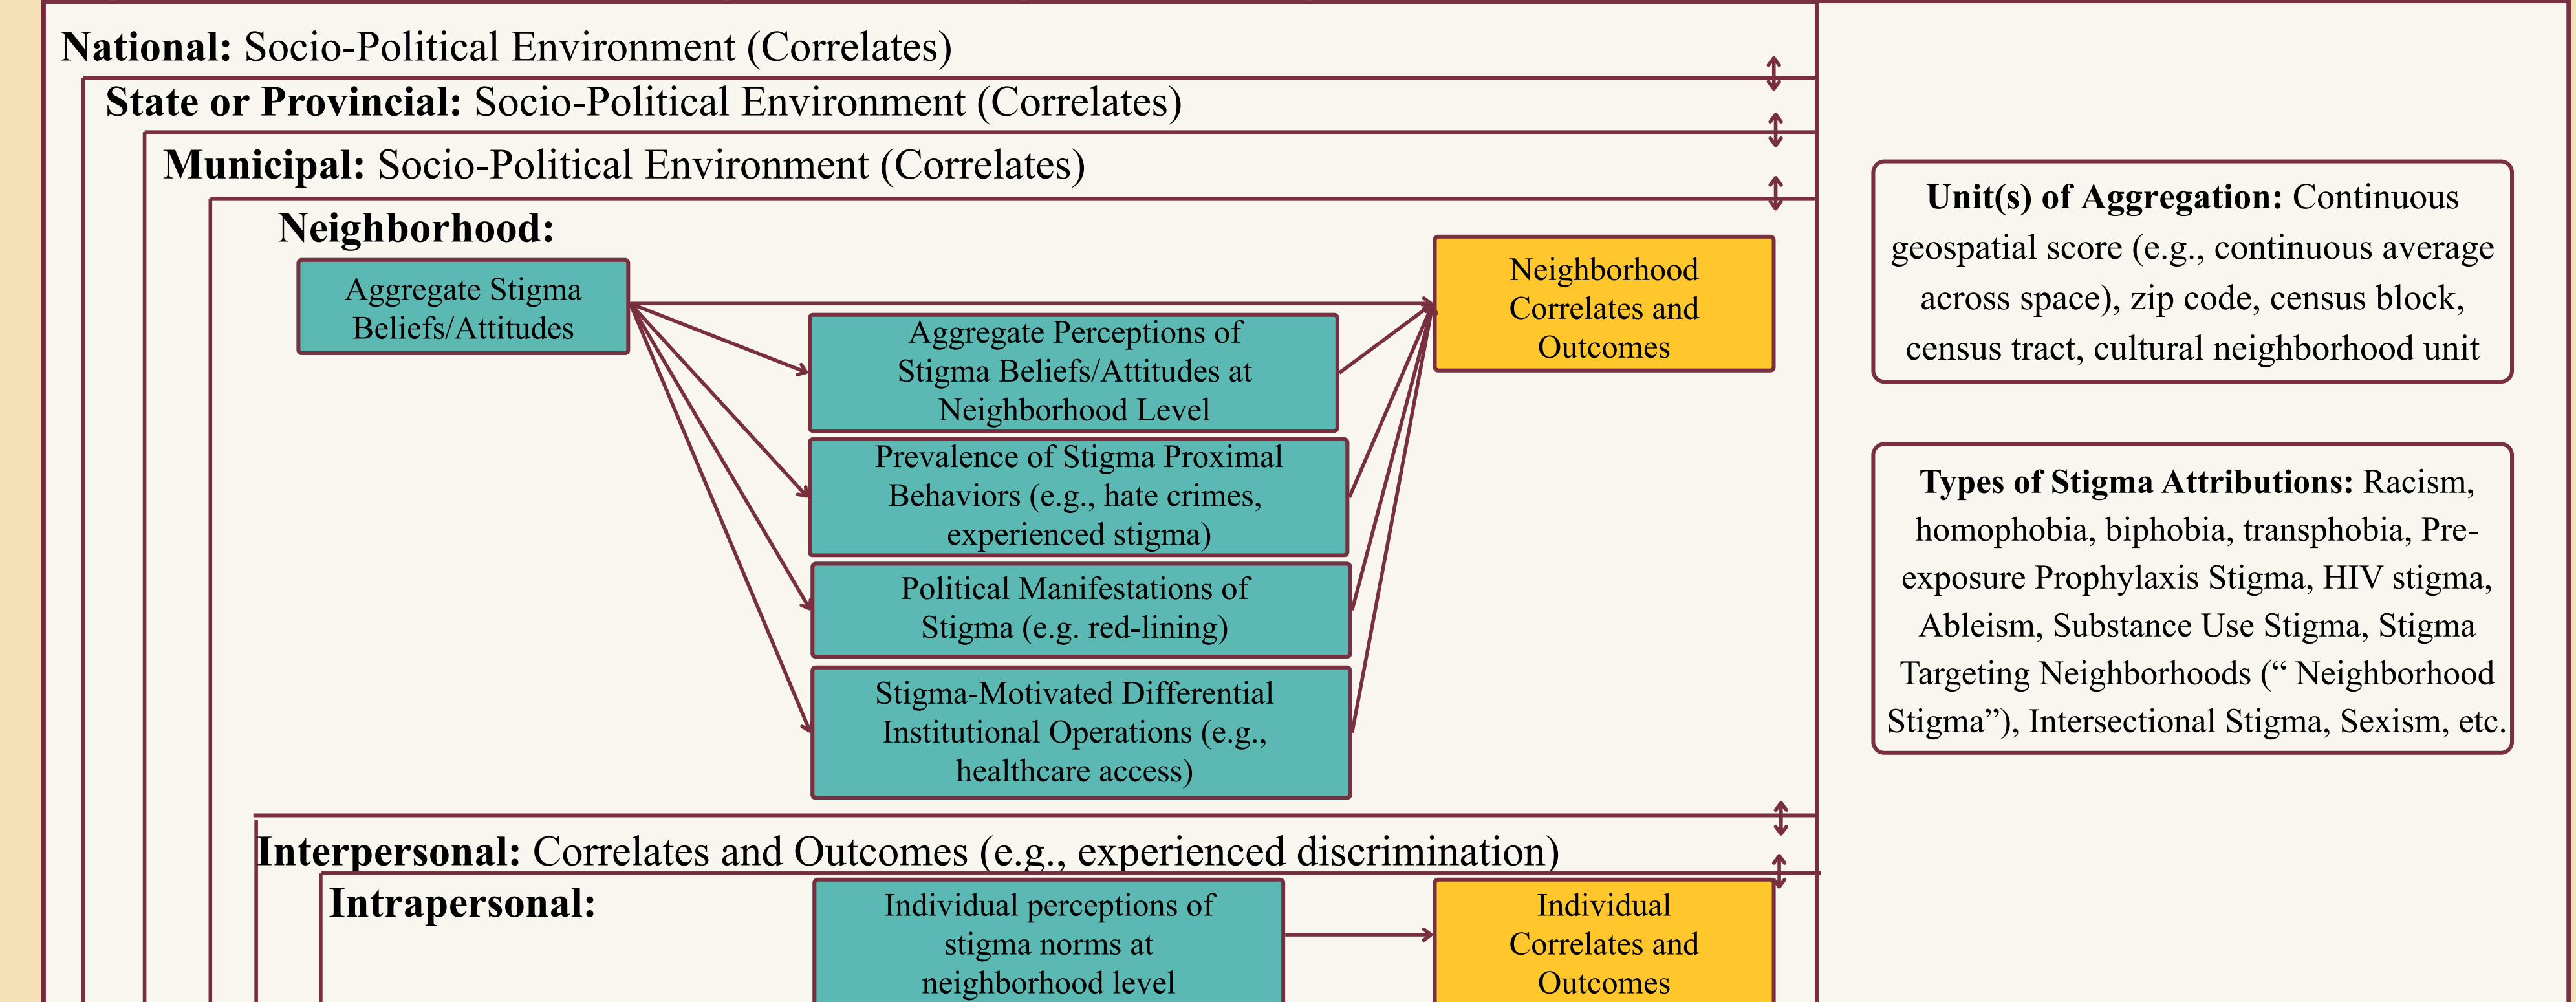 National: Socio-Political Environment (Correlates)
State or Provincial: Socio-Political Environment (Correlates)
Municipal: Socio-Political Environment (Correlates)
Neighborhood:
Aggregate Stigma
Beliefs/Attitudes
Aggregate Perceptions of
Stigma Beliefs/Attitudes at
Neighborhood Level
Prevalence of Stigma Proximal
Behaviors (e.g., hate crimes,
experienced stigma)
Political Manifestations of
Stigma (e.g. red-lining)
Stigma-Motivated Differential
Institutional Operations (e.g.,
healthcare access)
Neighborhood
Correlates and
Outcomes
Interpersonal: Correlates and Outcomes (e.g., experienced discrimination)
Intrapersonal:
Individual perceptions of
stigma norms at
neighborhood level
Individual
Correlates and
Outcomes
Unit(s) of Aggregation: Continuous
geospatial score (e.g., continuous average
across space), zip code, census block,
census tract, cultural neighborhood unit
Types of Stigma Attributions: Racism,
homophobia, biphobia, transphobia, Pre-
exposure Prophylaxis Stigma, HIV stigma,
Ableism, Substance Use Stigma, Stigma
Targeting Neighborhoods (“ Neighborhood
Stigma”), Intersectional Stigma, Sexism, etc.